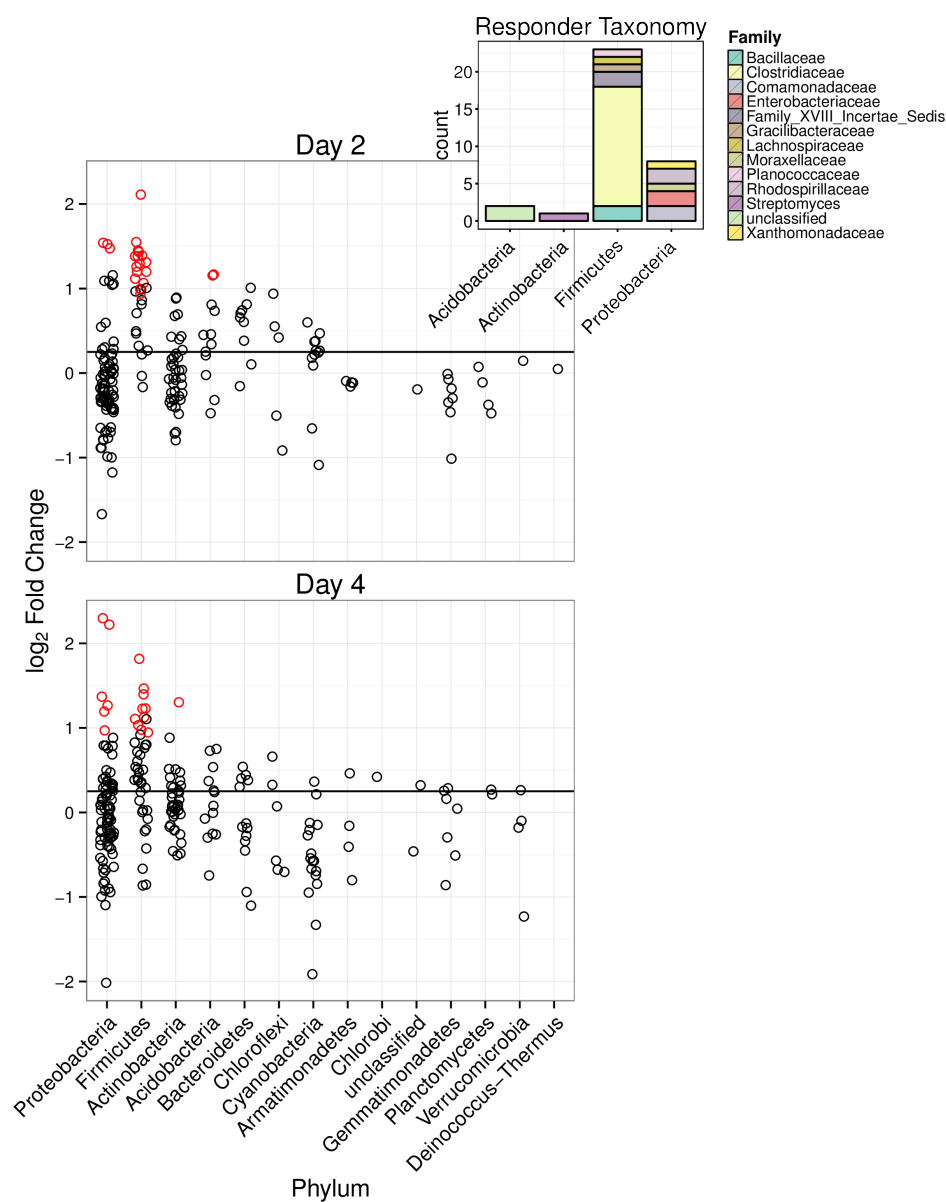 Responder Taxonomy
count
20
15
10
5
0
Acidobacteria
Actinobacteria
Firmicutes
Proteobacteria
Family
Bacillaceae
Clostridiaceae
Comamonadaceae
Enterobacteriaceae
Family_XVIII_Incertae_Sedis
Gracilibacteraceae
Lachnospiraceae
Moraxellaceae
Planococcaceae
Rhodospirillaceae
Streptomyces
unclassified
Xanthomonadaceae
Day 2
2
1
0
−1
−2
log2 Fold Change
Day 4
2
1
0
−1
−2
Proteobacteria
Firmicutes
Actinobacteria
Acidobacteria
Bacteroidetes
Chloroflexi
Cyanobacteria
Armatimonadetes
Chlorobi
unclassified
Gemmatimonadetes
Planctomycetes
Verrucomicrobia
Deinococcus−Thermus
Phylum